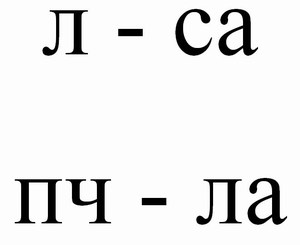 л - са
пч - ла